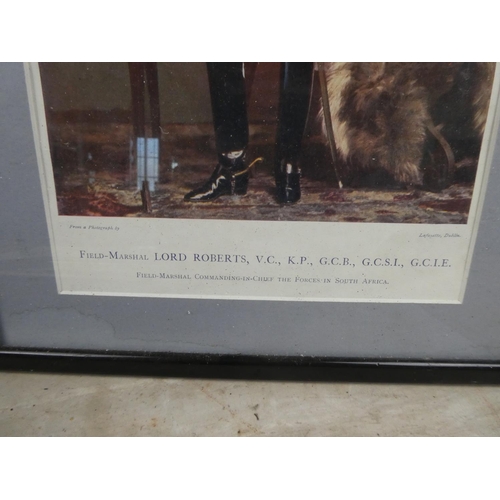 From a Photograph by
Lafayette, Dublin.
FIELD-MARSHAL LORD ROBERTS, V.C., K.P., G.C.B., G.C.S.I., G.C.I.E.
FIELD-MARSHAL COMMANDING-IN-CHIEF THE FORCES IN SOUTH AFRICA.